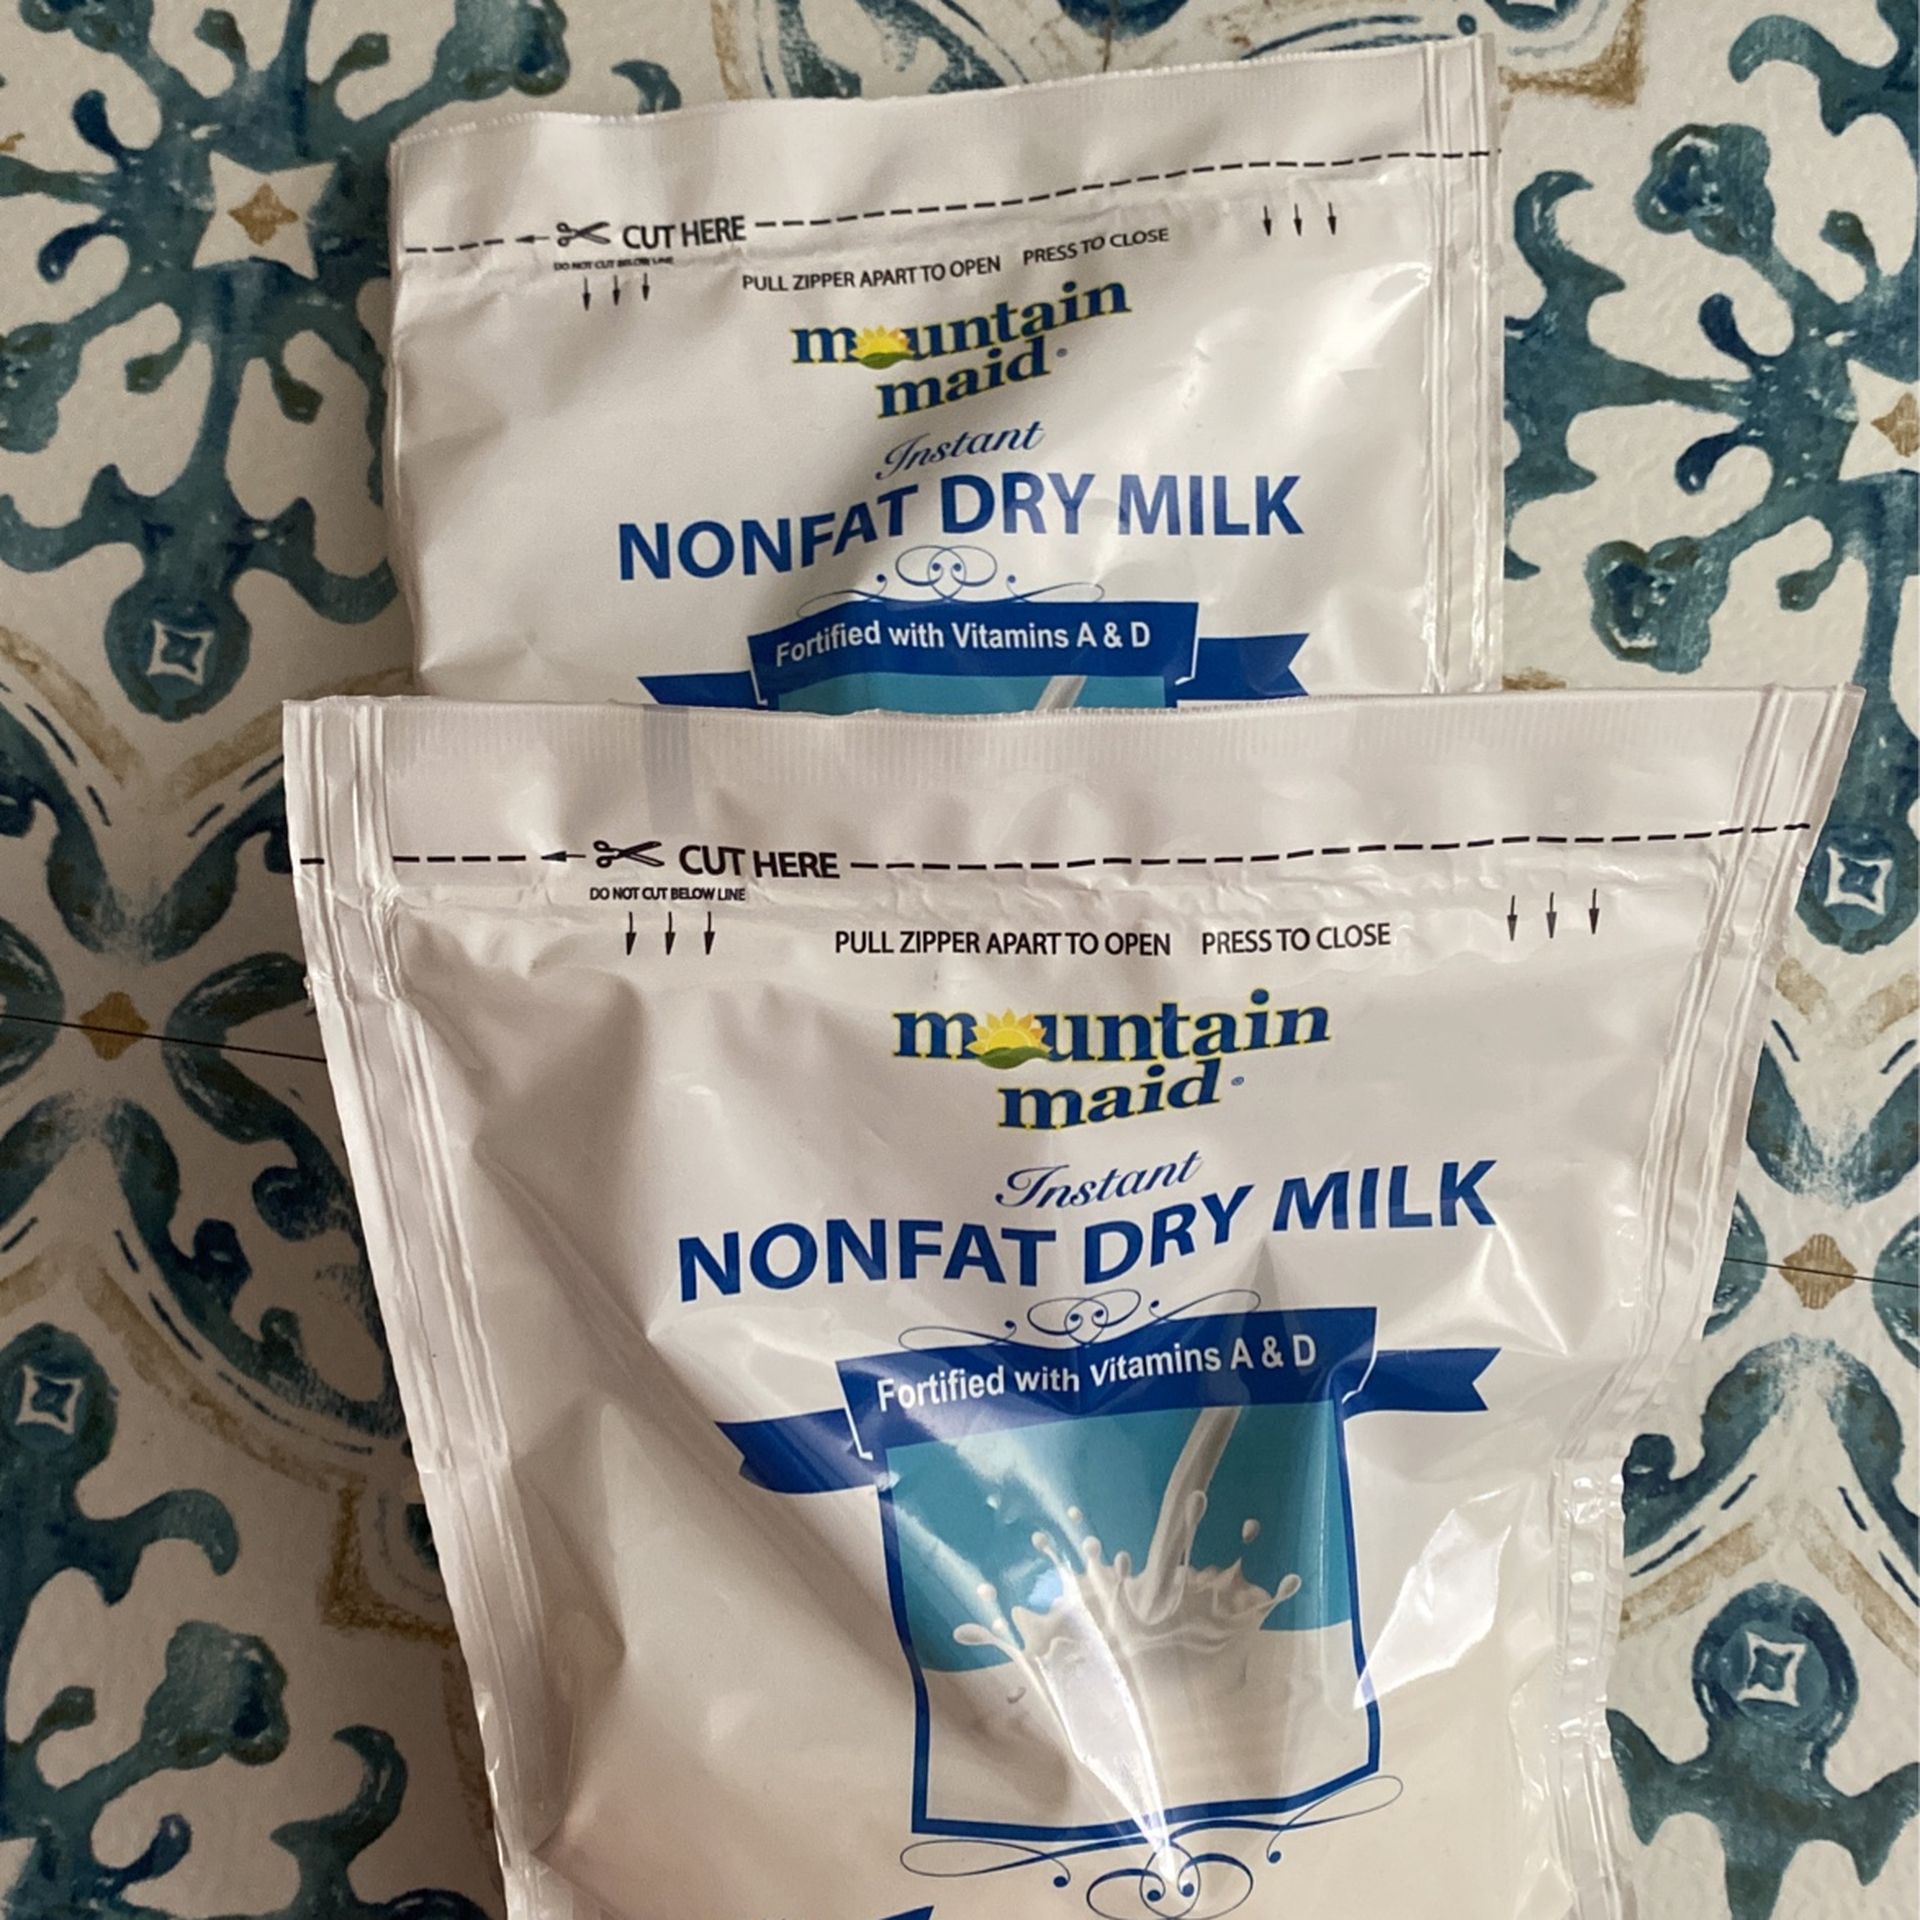 CUT HERE
DO NOT CUT BELOW LINE
PULL ZIPPER APART TO OPEN PRESS TO CLOSE
mountain
maid
Instant
NONFAT DRY MILK
Fortified with Vitamins A & D
CUT HERE
DO NOT CUT BELOW LINE
PULL ZIPPER APART TO OPEN PRESS TO CLOSE
mountain
maid®
Instant
NONFAT DRY MILK
Fortified with Vitamins A & D